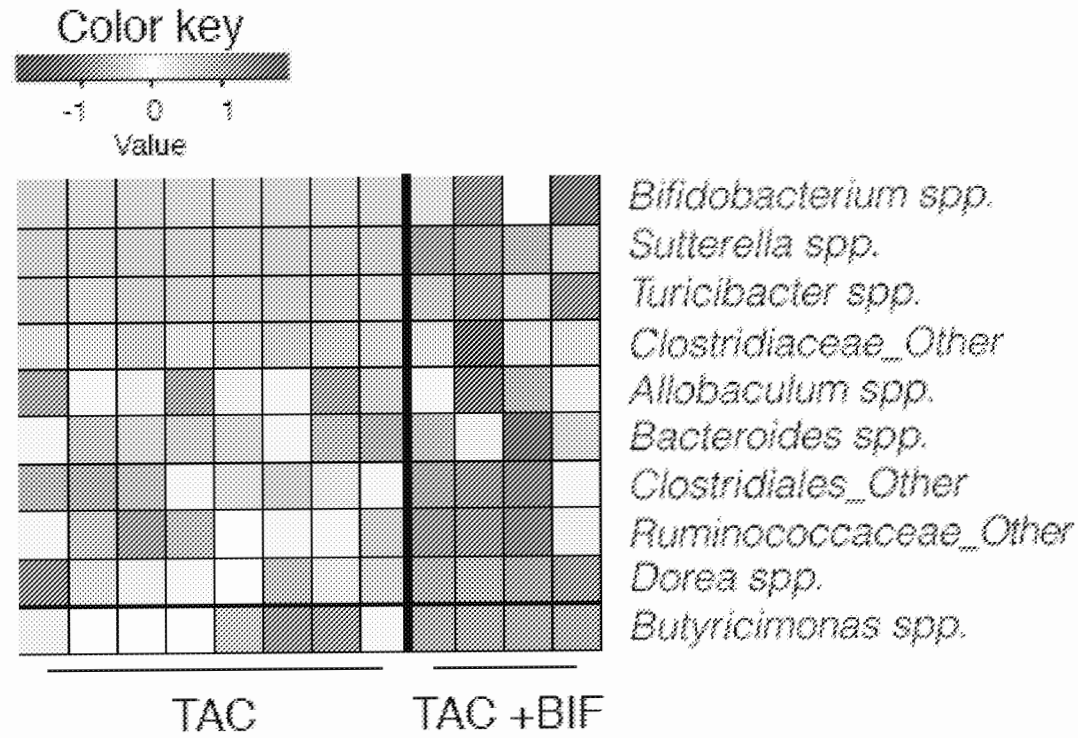 Color key
-1 0 1
Value
Bifidobacterium spp.
Sutterella spp.
Turicibacter spp.
Clostridiaceae_Other
Allobaculum spp.
Bacteroides spp.
Clostridiales_Other
Ruminococcaceae_Other
Dorea spp.
Butyricimonas spp.
TAC TAC +BIF